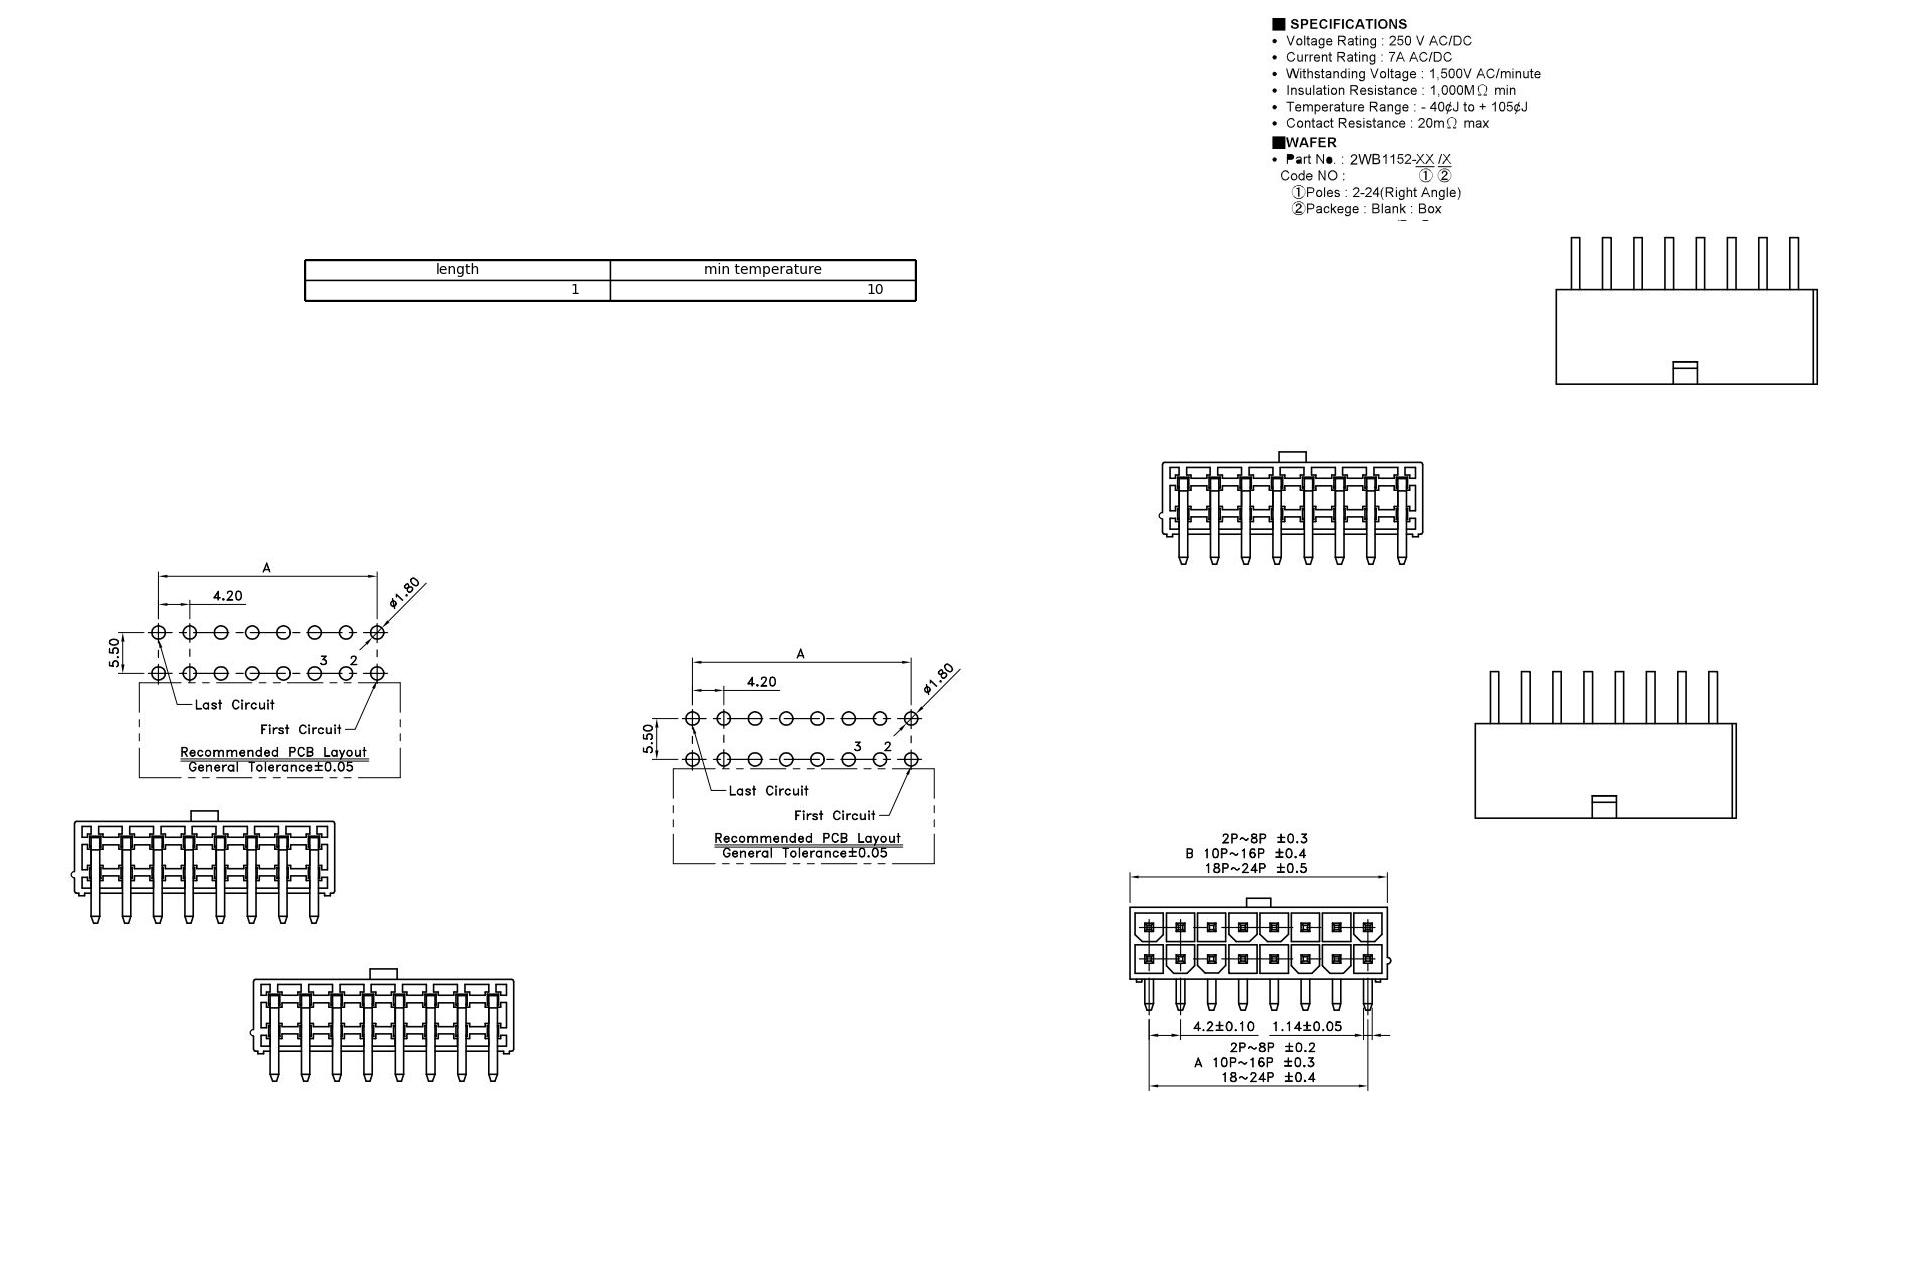 ■ SPECIFICATIONS
• Voltage Rating : 250 V AC/DC
• Current Rating : 7A AC/DC
• Withstanding Voltage : 1,500V AC/minute
• Insulation Resistance : 1,000MΩ min
• Temperature Range : - 40¢J to + 105¢J
• Contact Resistance : 20mΩ max
■WAFER
• Part No. : 2WB1152-XX /X
Code NO : ① ②
①Poles : 2-24(Right Angle)
②Packege : Blank : Box
length min temperature
1 10
A
4.20
ø1.80
5.50
3 2
Last Circuit
First Circuit
Recommended PCB Layout
General Tolerance±0.05
A
4.20
ø1.80
5.50
3 2
Last Circuit
First Circuit
Recommended PCB Layout
General Tolerance±0.05
2P~8P ±0.3
B 10P~16P ±0.4
18P~24P ±0.5
4.2±0.10 1.14±0.05
2P~8P ±0.2
A 10P~16P ±0.3
18~24P ±0.4